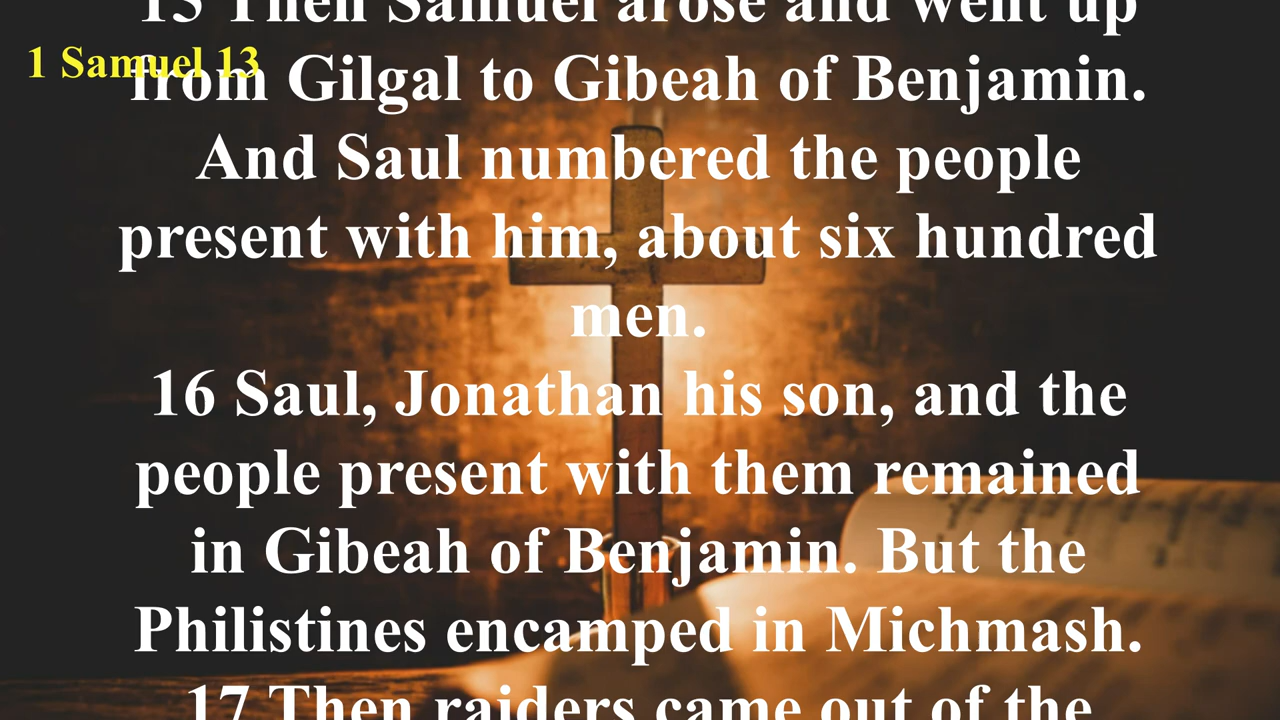 15 Then Samuel arose and went up
1 Samuel 13
from Gilgal to Gibeah of Benjamin.
And Saul numbered the people
present with him, about six hundred
men.
16 Saul, Jonathan his son, and the
people present with them remained
in Gibeah of Benjamin. But the
Philistines encamped in Michmash.
17 Then raiders came out of the